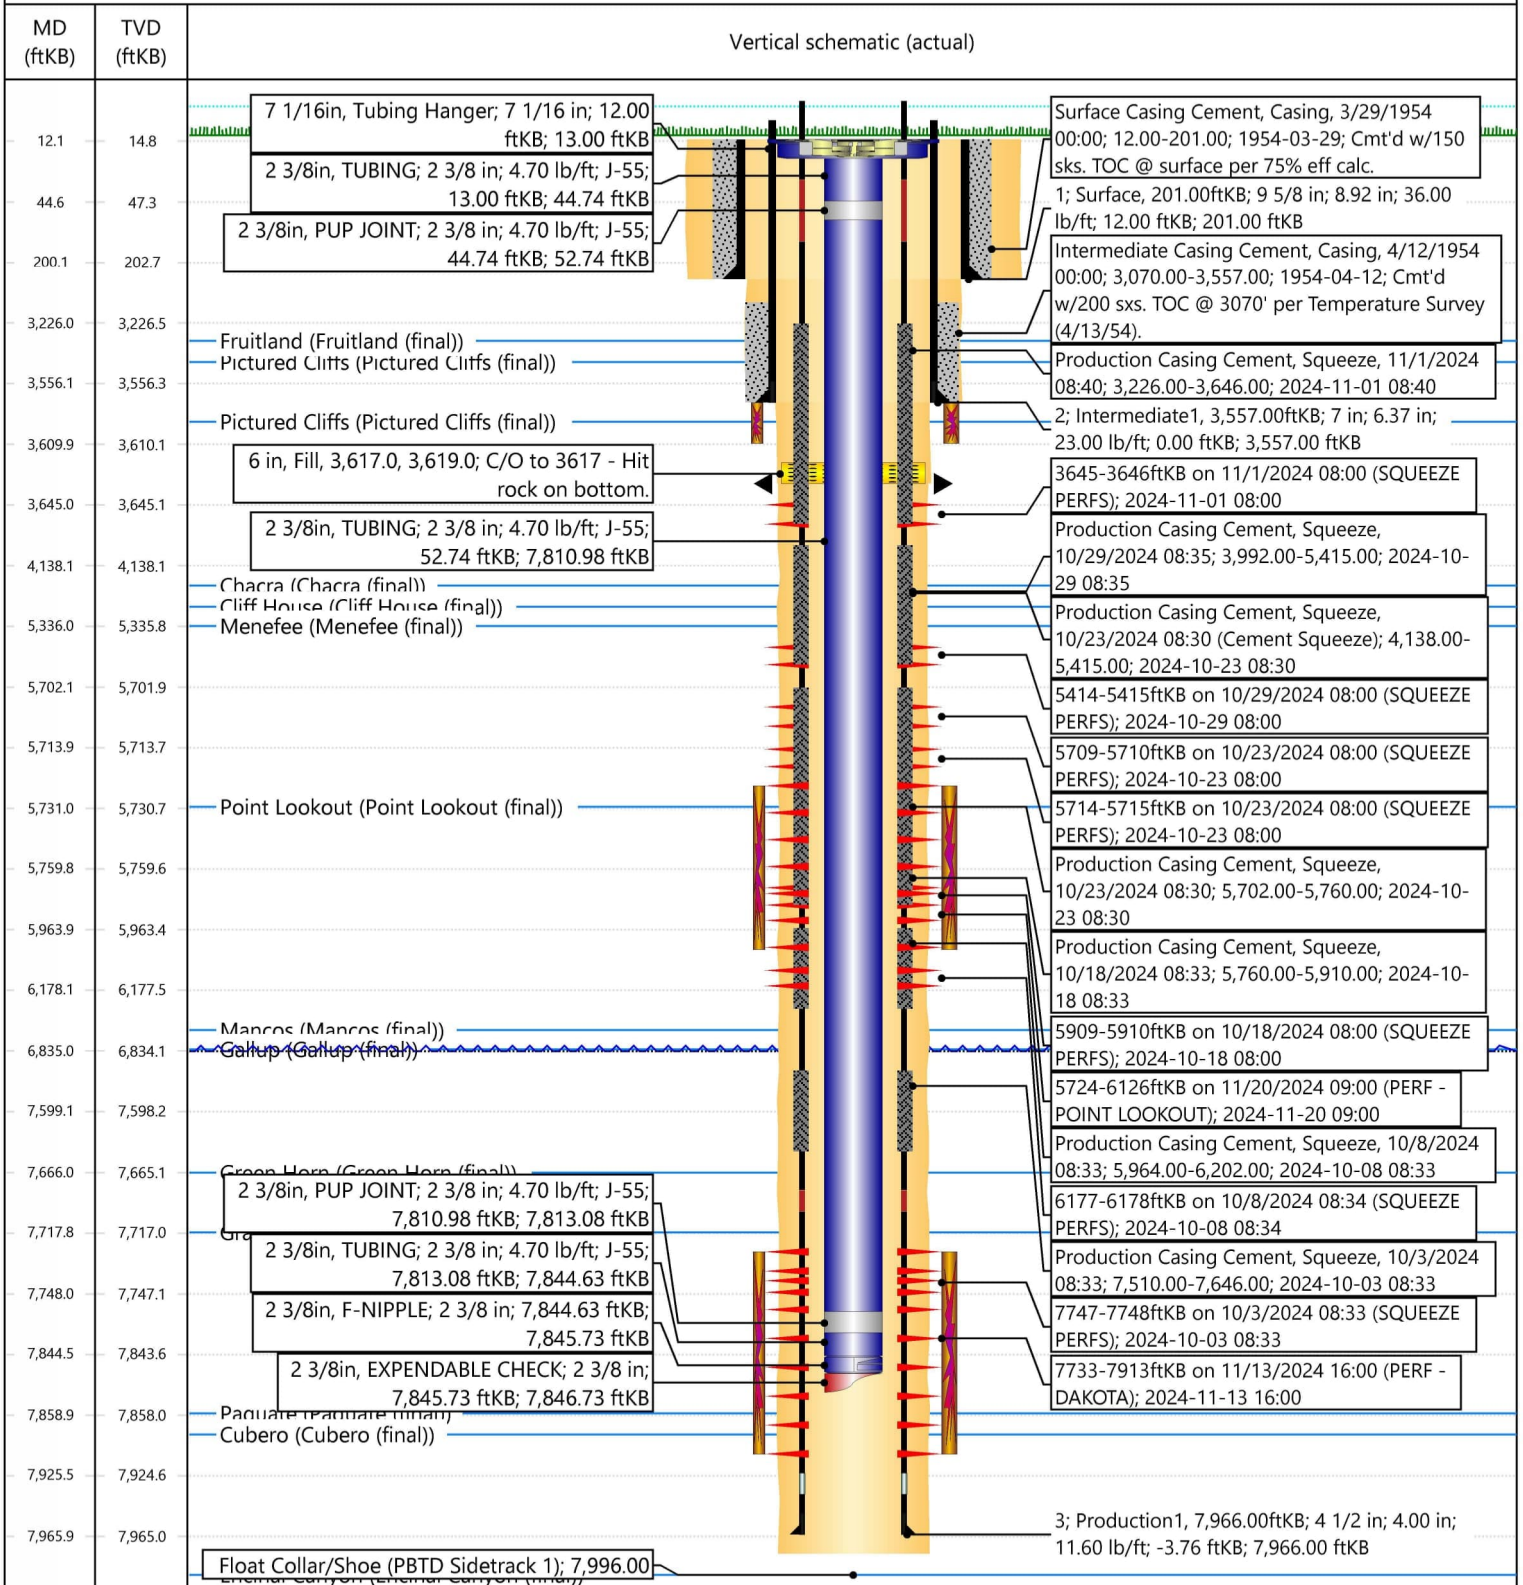 MD
(ftKB)
TVD
(ftKB)
Vertical schematic (actual)
12.1
14.8
44.6
47.3
200.1
202.7
3,226.0
3,226.5
3,556.1
3,556.3
3,609.9
3,610.1
3,645.0
3,645.1
4,138.1
4,138.1
5,336.0
5,335.8
5,702.1
5,701.9
5,713.9
5,713.7
5,731.0
5,730.7
5,759.8
5,759.6
5,963.9
5,963.4
6,178.1
6,177.5
6,835.0
6,834.1
7,599.1
7,598.2
7,666.0
7,665.1
7,717.8
7,717.0
7,748.0
7,747.1
7,844.5
7,843.6
7,858.9
7,858.0
7,925.5
7,924.6
7,965.9
7,965.0
7 1/16in, Tubing Hanger; 7 1/16 in; 12.00
ftKB; 13.00 ftKB
2 3/8in, TUBING; 2 3/8 in; 4.70 lb/ft; J-55;
13.00 ftKB; 44.74 ftKB
2 3/8in, PUP JOINT; 2 3/8 in; 4.70 lb/ft; J-55;
44.74 ftKB; 52.74 ftKB
Fruitland (Fruitland (final))
Pictured Cliffs (Pictured Cliffs (final))
Pictured Cliffs (Pictured Cliffs (final))
6 in, Fill, 3,617.0, 3,619.0; C/O to 3617 - Hit
rock on bottom.
2 3/8in, TUBING; 2 3/8 in; 4.70 lb/ft; J-55;
52.74 ftKB; 7,810.98 ftKB
Chacra (Chacra (final))
Cliff House (Cliff House (final))
Menefee (Menefee (final))
Point Lookout (Point Lookout (final))
Mancos (Mancos (final))
Gallup (Gallup (final))
Green Horn (Green Horn (final))
2 3/8in, PUP JOINT; 2 3/8 in; 4.70 lb/ft; J-55;
7,810.98 ftKB; 7,813.08 ftKB
Gra
2 3/8in, TUBING; 2 3/8 in; 4.70 lb/ft; J-55;
7,813.08 ftKB; 7,844.63 ftKB
2 3/8in, F-NIPPLE; 2 3/8 in; 7,844.63 ftKB;
7,845.73 ftKB
2 3/8in, EXPENDABLE CHECK; 2 3/8 in;
7,845.73 ftKB; 7,846.73 ftKB
Paguate (Paguate (final))
Cubero (Cubero (final))
Float Collar/Shoe (PBTD Sidetrack 1); 7,996.00
Encinal Canyon (Encinal Canyon (final))
Surface Casing Cement, Casing, 3/29/1954
00:00; 12.00-201.00; 1954-03-29; Cmt'd w/150
sks. TOC @ surface per 75% eff calc.
1; Surface, 201.00ftKB; 9 5/8 in; 8.92 in; 36.00
lb/ft; 12.00 ftKB; 201.00 ftKB
Intermediate Casing Cement, Casing, 4/12/1954
00:00; 3,070.00-3,557.00; 1954-04-12; Cmt'd
w/200 sxs. TOC @ 3070' per Temperature Survey
(4/13/54).
Production Casing Cement, Squeeze, 11/1/2024
08:40; 3,226.00-3,646.00; 2024-11-01 08:40
2; Intermediate1, 3,557.00ftKB; 7 in; 6.37 in;
23.00 lb/ft; 0.00 ftKB; 3,557.00 ftKB
3645-3646ftKB on 11/1/2024 08:00 (SQUEEZE
PERFS); 2024-11-01 08:00
Production Casing Cement, Squeeze,
10/29/2024 08:35; 3,992.00-5,415.00; 2024-10-
29 08:35
Production Casing Cement, Squeeze,
10/23/2024 08:30 (Cement Squeeze); 4,138.00-
5,415.00; 2024-10-23 08:30
5414-5415ftKB on 10/29/2024 08:00 (SQUEEZE
PERFS); 2024-10-29 08:00
5709-5710ftKB on 10/23/2024 08:00 (SQUEEZE
PERFS); 2024-10-23 08:00
5714-5715ftKB on 10/23/2024 08:00 (SQUEEZE
PERFS); 2024-10-23 08:00
Production Casing Cement, Squeeze,
10/23/2024 08:30; 5,702.00-5,760.00; 2024-10-
23 08:30
Production Casing Cement, Squeeze,
10/18/2024 08:33; 5,760.00-5,910.00; 2024-10-
18 08:33
5909-5910ftKB on 10/18/2024 08:00 (SQUEEZE
PERFS); 2024-10-18 08:00
5724-6126ftKB on 11/20/2024 09:00 (PERF -
POINT LOOKOUT); 2024-11-20 09:00
Production Casing Cement, Squeeze, 10/8/2024
08:33; 5,964.00-6,202.00; 2024-10-08 08:33
6177-6178ftKB on 10/8/2024 08:34 (SQUEEZE
PERFS); 2024-10-08 08:34
Production Casing Cement, Squeeze, 10/3/2024
08:33; 7,510.00-7,646.00; 2024-10-03 08:33
7747-7748ftKB on 10/3/2024 08:33 (SQUEEZE
PERFS); 2024-10-03 08:33
7733-7913ftKB on 11/13/2024 16:00 (PERF -
DAKOTA); 2024-11-13 16:00
3; Production1, 7,966.00ftKB; 4 1/2 in; 4.00 in;
11.60 lb/ft; -3.76 ftKB; 7,966.00 ftKB